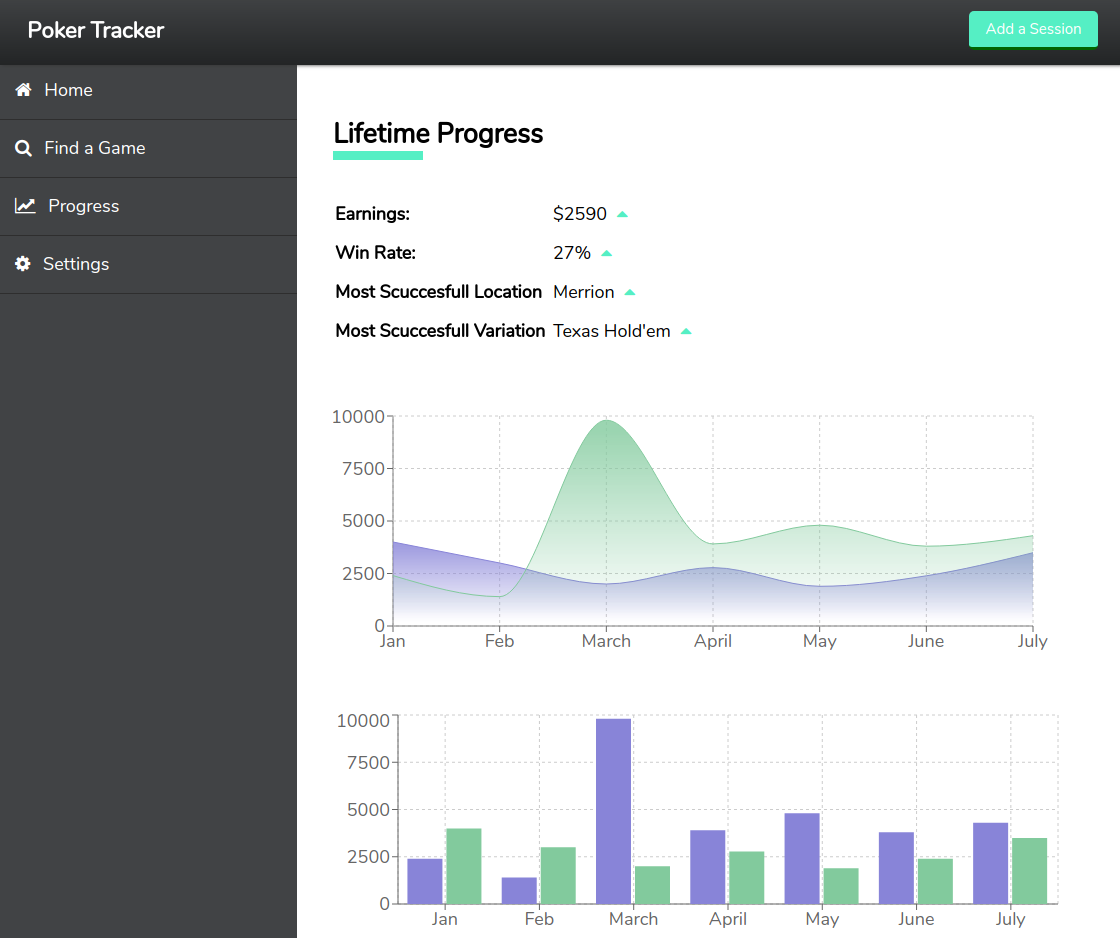 Poker Tracker
Add a Session
Home
Find a Game
Progress
Settings
Lifetime Progress
Earnings: $2590
Win Rate: 27%
Most Scuccesfull Location Merrion
Most Scuccesfull Variation Texas Hold'em
10000
7500
5000
2500
0
Jan Feb March April May June July
10000
7500
5000
2500
0
Jan Feb March April May June July